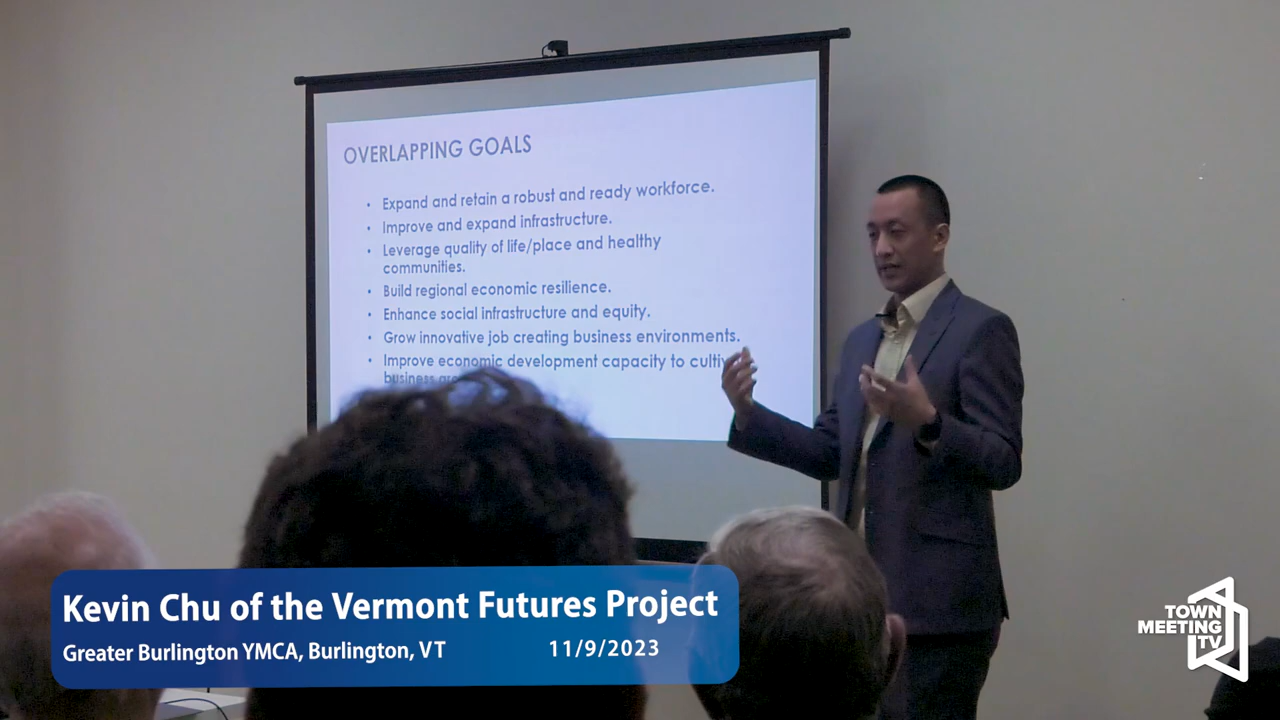 OVERLAPPING GOALS
• Expand and retain a robust and ready workforce.
• Improve and expand infrastructure.
• Leverage quality of life/place and healthy
communities.
• Build regional economic resilience.
• Enhance social infrastructure and equity.
• Grow innovative job creating business environments.
• Improve economic development capacity to
business
Kevin Chu of the Vermont Futures Project
Greater Burlington YMCA, Burlington, VT 11/9/2023
TOWN
MEETING
TV